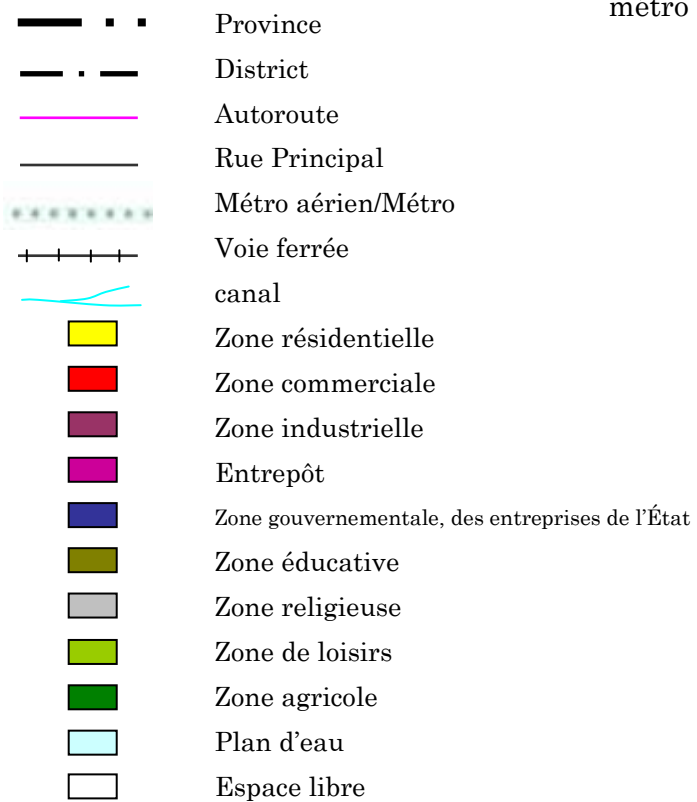 métro
Province
District
Autoroute
Rue Principal
Métro aérien/Métro
Voie ferrée
canal
Zone résidentielle
Zone commerciale
Zone industrielle
Entrepôt
Zone gouvernementale, des entreprises de l'État
Zone éducative
Zone religieuse
Zone de loisirs
Zone agricole
Plan d'eau
Espace libre